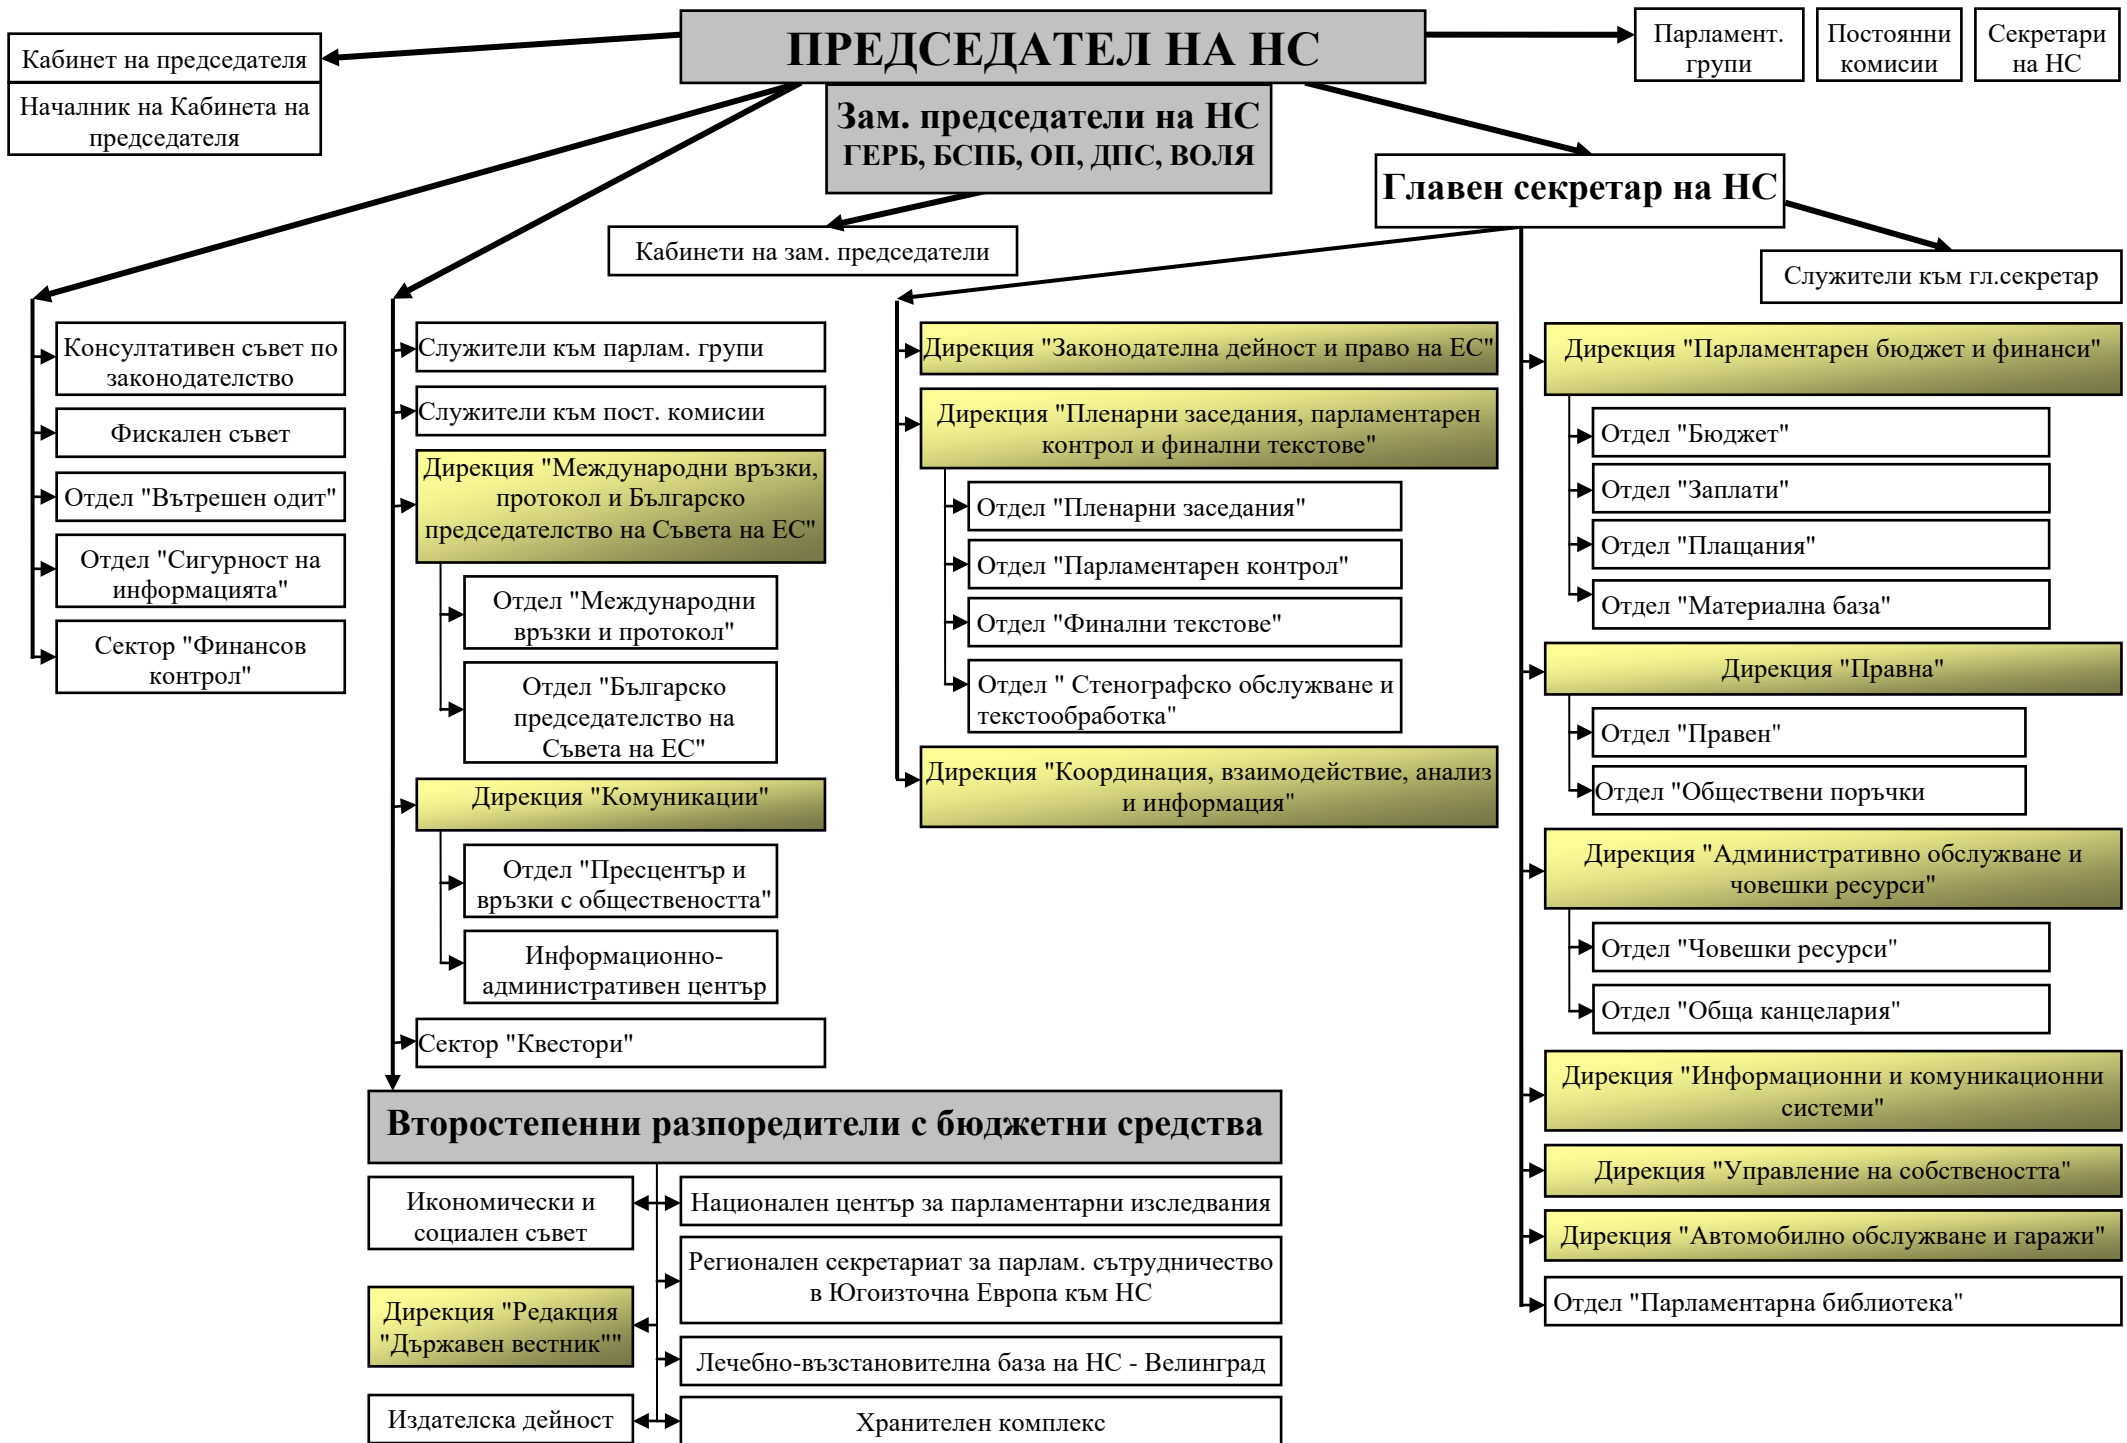 ПРЕДСЕДАТЕЛ НА НС
Кабинет на председателя
Началник на Кабинета на
председателя
Парламент.
групи
Постоянни
комисии
Секретари
на НС
Зам. председатели на НС
ГЕРБ, БСПБ, ОП, ДПС, ВОЛЯ
Главен секретар на НС
Кабинети на зам. председатели
Служители към гл.секретар
Консултативен съвет по
законодателство
Фискален съвет
Отдел "Вътрешен одит"
Отдел "Сигурност на
информацията"
Сектор "Финансов
контрол"
Служители към парлам. групи
Служители към пост. комисии
Дирекция "Международни връзки,
протокол и Българско
председателство на Съвета на ЕС"
Отдел "Международни
връзки и протокол"
Отдел "Българско
председателство на
Съвета на ЕС"
Дирекция "Комуникации"
Отдел "Пресцентър и
връзки с обществеността"
Информационно-
административен център
Сектор "Квестори"
Дирекция "Законодателна дейност и право на ЕС"
Дирекция "Пленарни заседания, парламентарен
контрол и финални текстове"
Отдел "Пленарни заседания"
Отдел "Парламентарен контрол"
Отдел "Финални текстове"
Отдел " Стенографско обслужване и
текстообработка"
Дирекция "Координация, взаимодействие, анализ
и информация"
Дирекция "Парламентарен бюджет и финанси"
Отдел "Бюджет"
Отдел "Заплати"
Отдел "Плащания"
Отдел "Материална база"
Дирекция "Правна"
Отдел "Правен"
Отдел "Обществени поръчки
Дирекция "Административно обслужване и
човешки ресурси"
Отдел "Човешки ресурси"
Отдел "Обща канцелария"
Дирекция "Информационни и комуникационни
системи"
Дирекция "Управление на собствеността"
Дирекция "Автомобилно обслужване и гаражи"
Отдел "Парламентарна библиотека"
Второстепенни разпоредители с бюджетни средства
Икономически и
социален съвет
Дирекция "Редакция
"Държавен вестник""
Издателска дейност
Национален център за парламентарни изследвания
Регионален секретариат за парлам. сътрудничество
в Югоизточна Европа към НС
Лечебно-възстановителна база на НС - Велинград
Хранителен комплекс